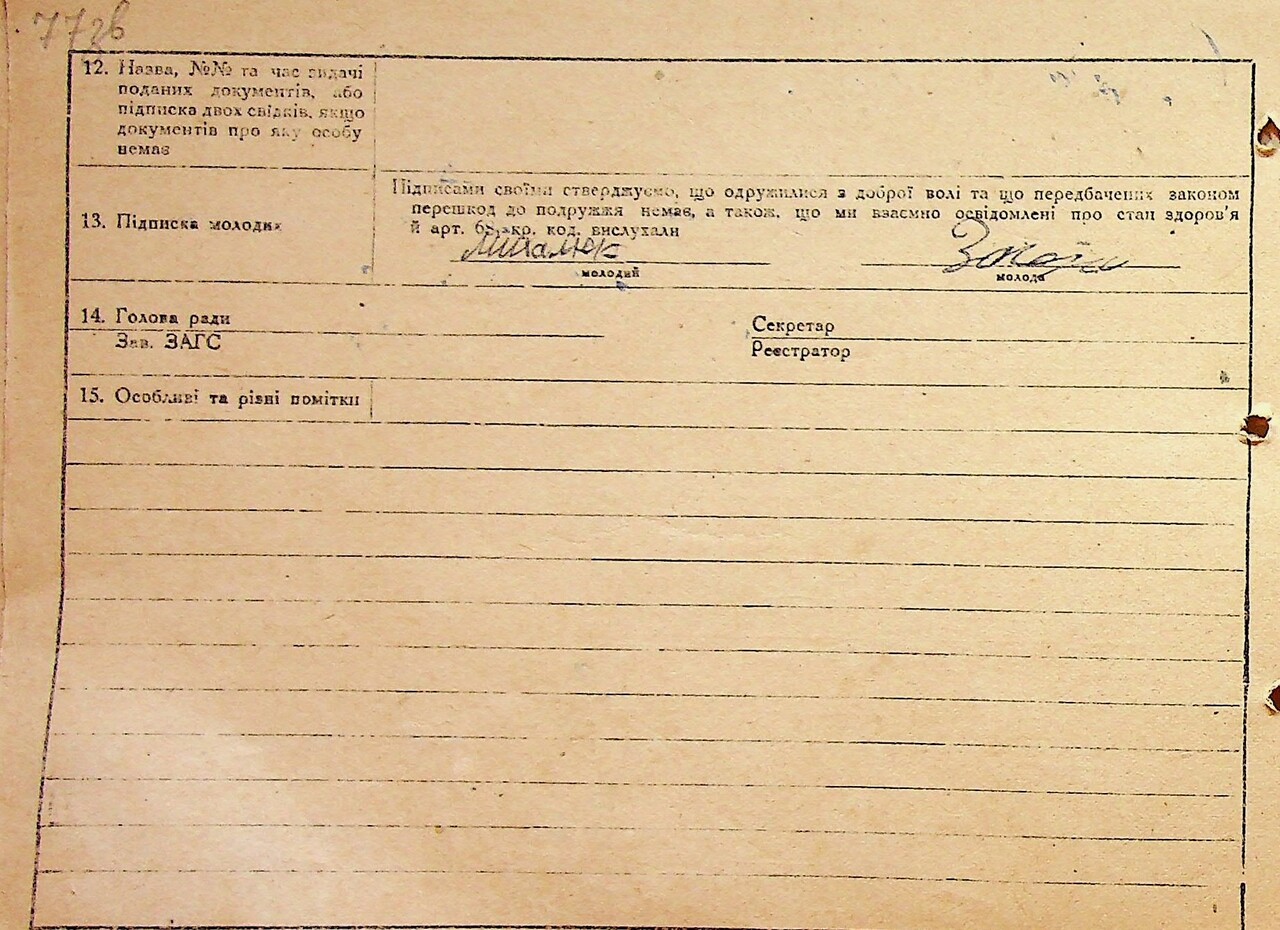 77зв
12. Назва, №№ та час видачі
поданих документів, або
підписка двох свідків, якщо
документів про яку особу
немає
13. Підписка молодих
Підписами своїми стверджуємо, що одружилися з доброї волі та що передбачених законом
перешкод до подружжя немає, а також, що ми взаємно освідомлені про стан здоров'я
й арт. 68 кр. код. вислухали
молодий
молода
14. Голова ради
Зав. ЗАГС
Секретар
Реєстратор
15. Особливі та різні помітки